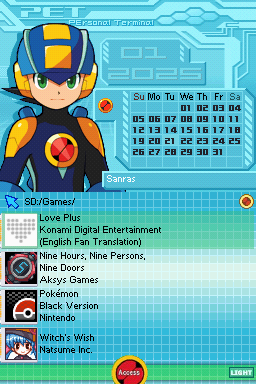 PET
PErsonal Terminal
01
2025
Su Mo Tu We Th Fr Sa
01 02 03 04
05 06 07 08 09 10 11
12 13 14 15 16 17 18
19 20 21 22 23 24 25
26 27 28 29 30 31
Sanras
SD:/Games/
Love Plus
Konami Digital Entertainment
(English Fan Translation)
Nine Hours, Nine Persons,
Nine Doors
Aksys Games
Pokémon
Black Version
Nintendo
Witch's Wish
Natsume Inc.
Access
LIGHT